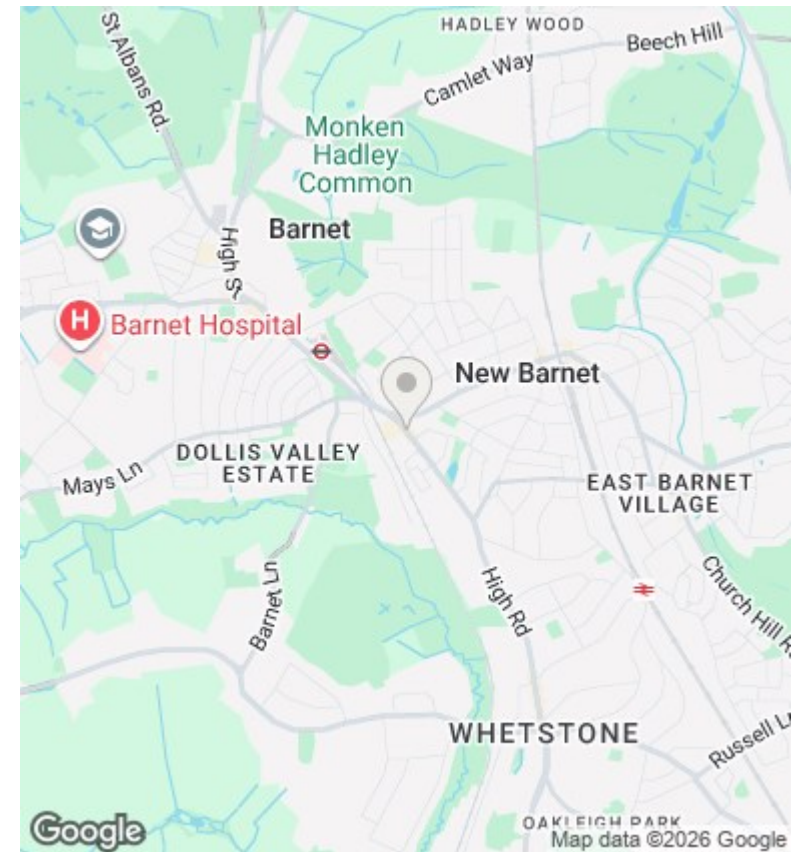 HADLEY WOOD
Beech Hill
St Albans Rd.
Camlet Way
Monken
Hadley
Common
Barnet
High St
H
Barnet Hospital
New Barnet
DOLLIS VALLEY
ESTATE
Mays Ln
EAST BARNET
VILLAGE
Barnet Ln
High Rd
Church Hill Rd
WHETSTONE
Russell Ln
OAKLEIGH PARK
Google
Map data ©2026 Google